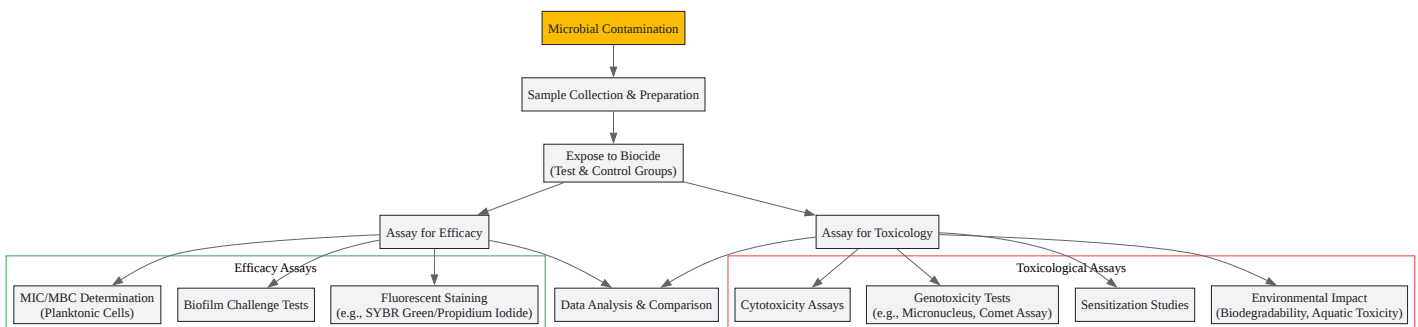 Microbial Contamination
Sample Collection & Preparation
Expose to Biocide
(Test & Control Groups)
Assay for Efficacy
Assay for Toxicology
Efficacy Assays
Toxicological Assays
MIC/MBC Determination
(Planktonic Cells)
Biofilm Challenge Tests
Fluorescent Staining
(e.g., SYBR Green/Propidium Iodide)
Data Analysis & Comparison
Cytotoxicity Assays
Genotoxicity Tests
(e.g., Micronucleus, Comet Assay)
Sensitization Studies
Environmental Impact
(Biodegradability, Aquatic Toxicity)